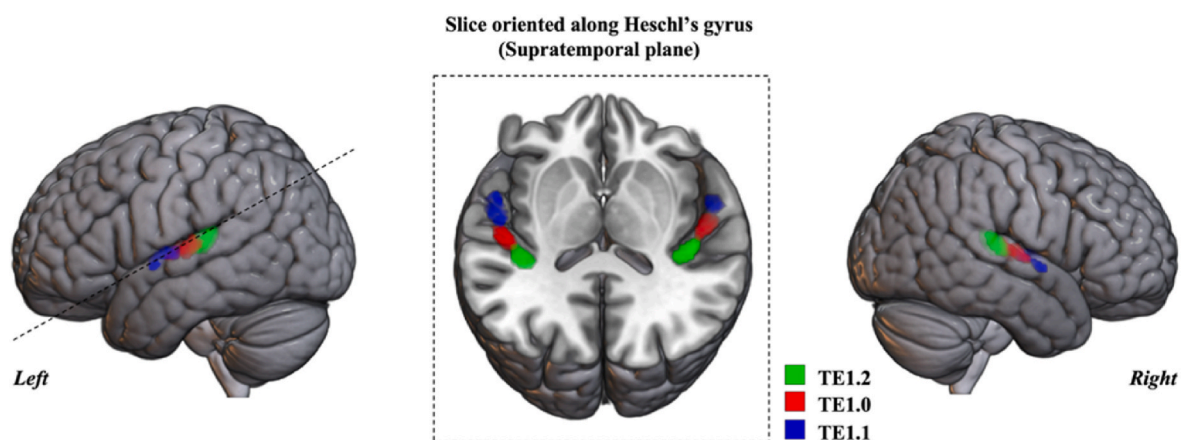 Slice oriented along Heschl's gyrus
(Supratemporal plane)
Left
Right
TE1.2
TE1.0
TE1.1